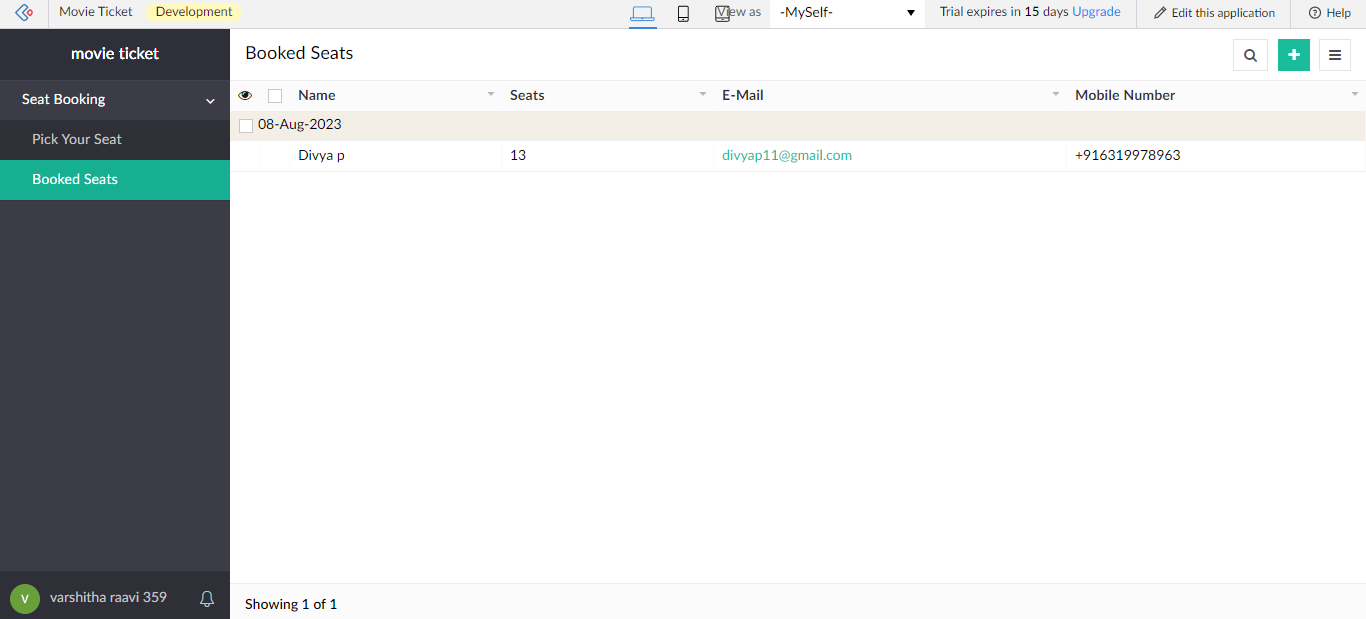 Movie Ticket Development View as -MySelf- Trial expires in 15 days Upgrade Edit this application Help
movie ticket
Booked Seats
Seat Booking
Name Seats E-Mail Mobile Number
08-Aug-2023
Pick Your Seat
Divya p 13 divyap11@gmail.com +916319978963
Booked Seats
V varshitha raavi 359
Showing 1 of 1